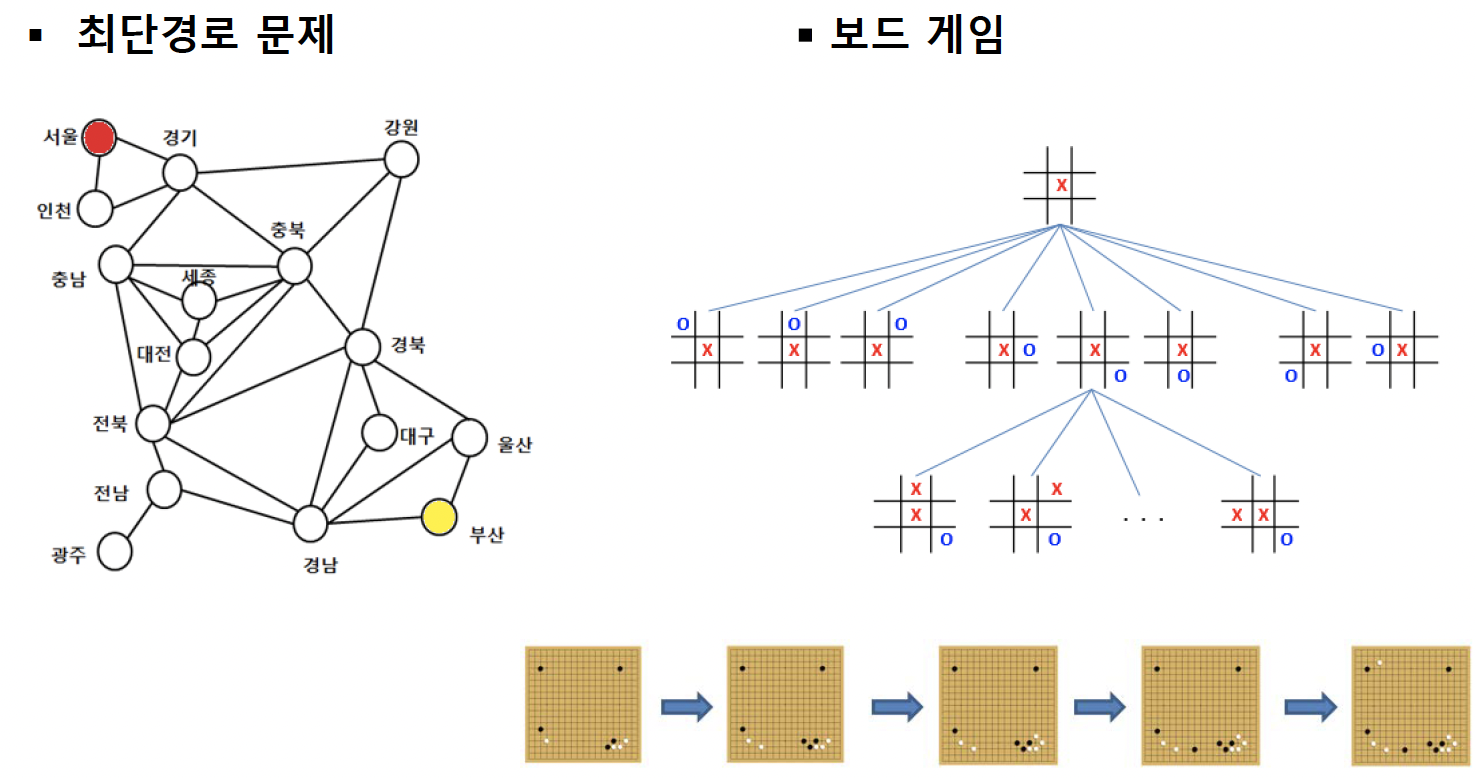 ▪ 최단경로 문제
▪ 보드 게임
서울
경기
강원
인천
충북
충남
세종
대전
경북
전북
대구
울산
전남
부산
광주
경남
X
O X
O X
O X
X O
X O
X O
X O
O X
X X O
X X O
. . .
X X O